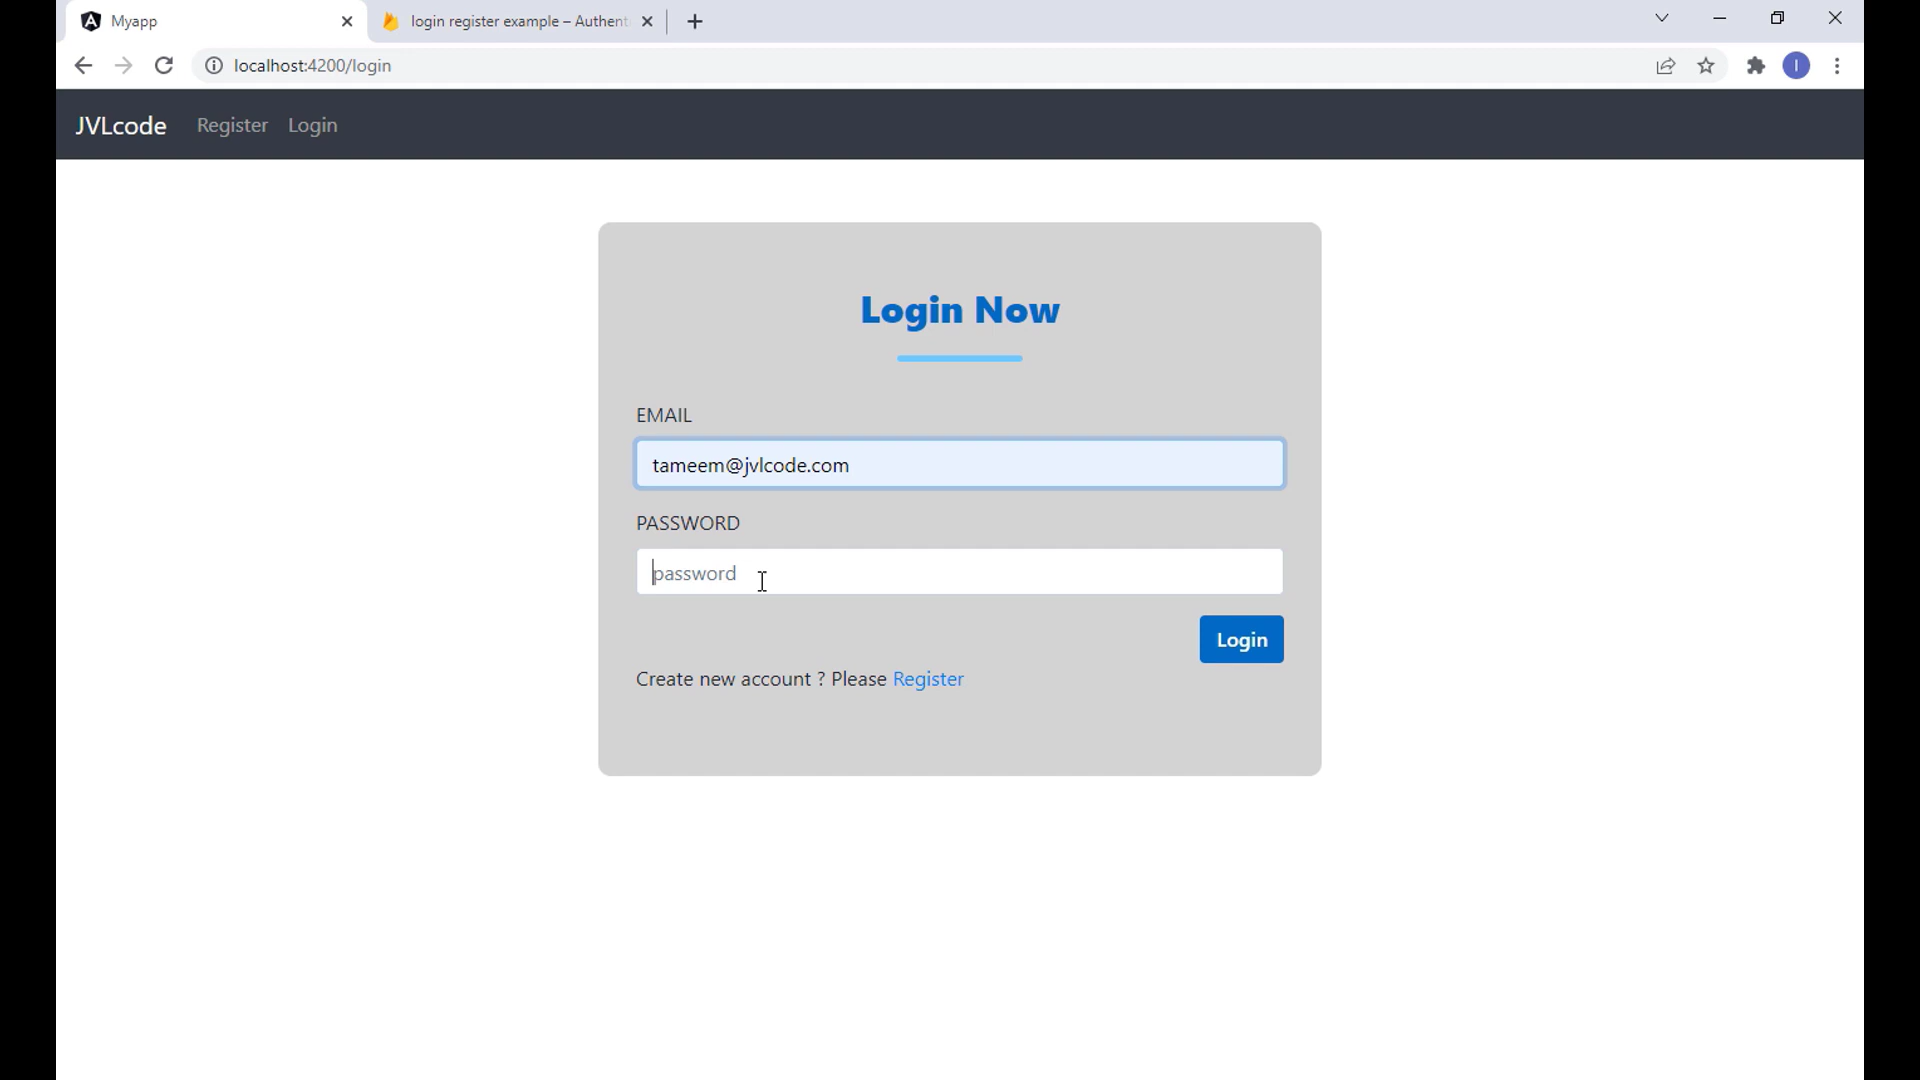 Myapp
login register example – Authent
localhost:4200/login
I
JVLcode Register Login
Login Now
EMAIL
tameem@jvlcode.com
PASSWORD
password
Login
Create new account ? Please Register